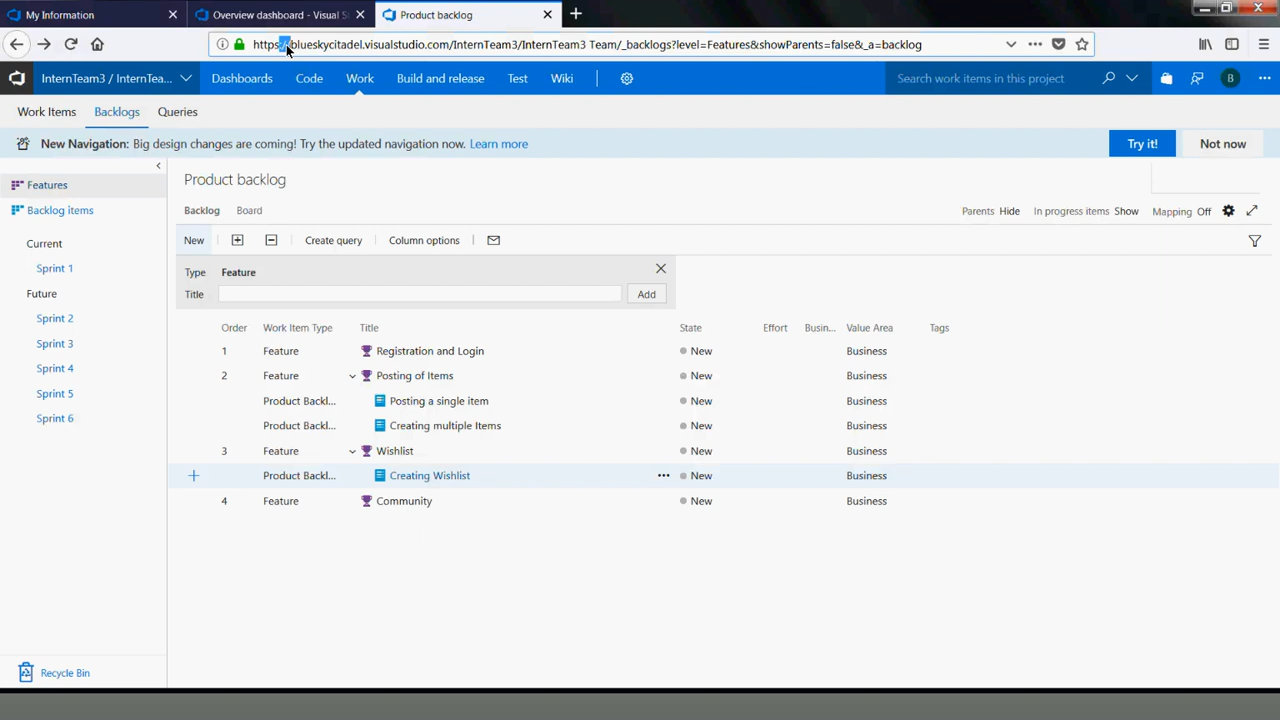 My Information
Overview dashboard - Visual St
Product backlog
https://blueskycitadel.visualstudio.com/InternTeam3/InternTeam3 Team/_backlogs?level=Features&showParents=false&_a=backlog
InternTeam3 / InternTea...
Dashboards
Code
Work
Build and release
Test
Wiki
Search work items in this project
B
Work Items
Backlogs
Queries
New Navigation: Big design changes are coming! Try the updated navigation now. Learn more
Try it!
Not now
Features
Backlog items
Current
Sprint 1
Future
Sprint 2
Sprint 3
Sprint 4
Sprint 5
Sprint 6
Recycle Bin
Product backlog
Backlog Board
Parents Hide In progress items Show Mapping Off
New Create query Column options
Type Feature
Title Add
Order Work Item Type Title State Effort Busin... Value Area Tags
1 Feature Registration and Login New Business
2 Feature Posting of Items New Business
Product Backl... Posting a single item New Business
Product Backl... Creating multiple Items New Business
3 Feature Wishlist New Business
Product Backl... Creating Wishlist New Business
4 Feature Community New Business